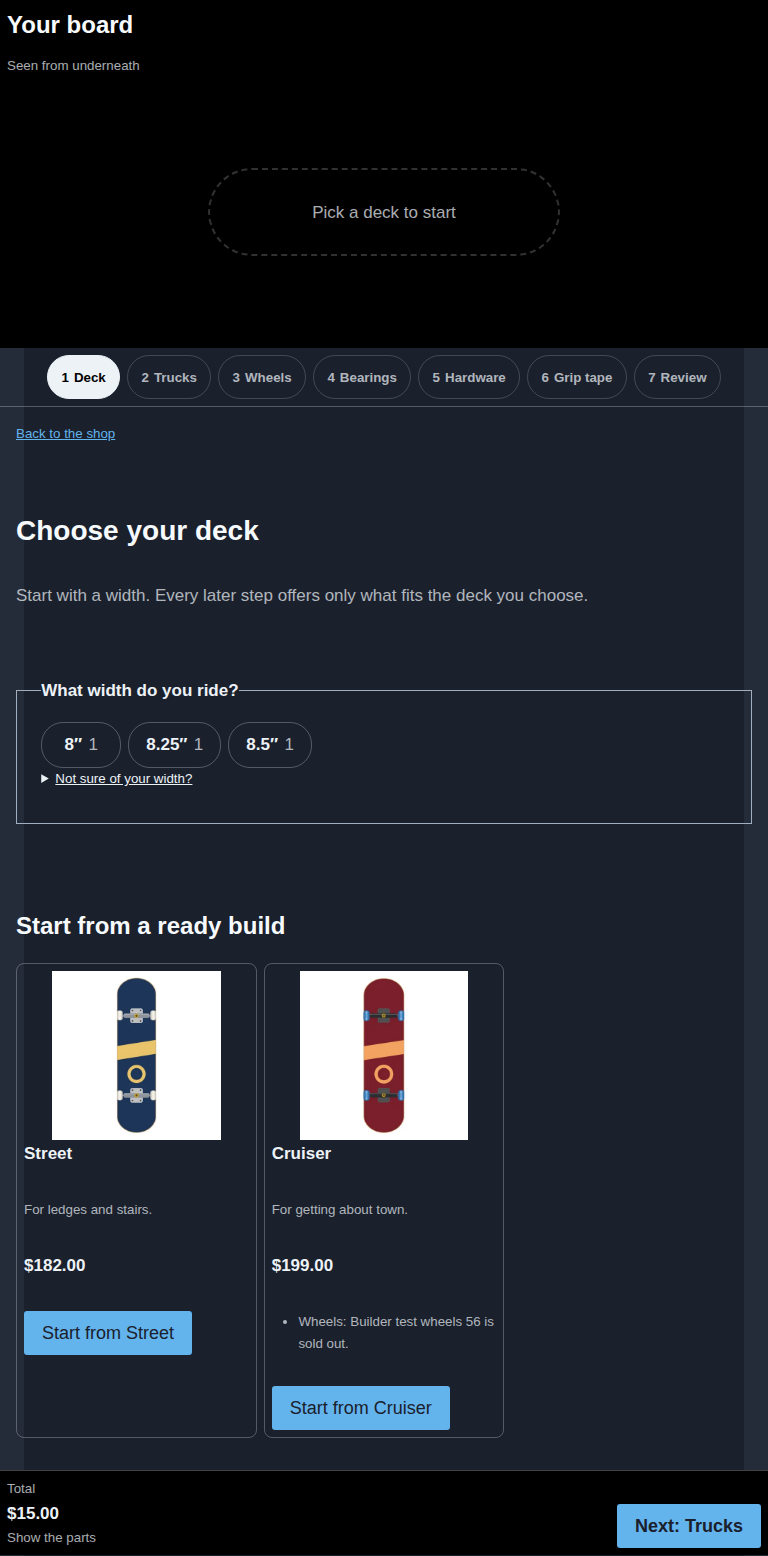 Your board
Seen from underneath
Pick a deck to start
1 Deck
2 Trucks
3 Wheels
4 Bearings
5 Hardware
6 Grip tape
7 Review
Back to the shop
Choose your deck
Start with a width. Every later step offers only what fits the deck you choose.
What width do you ride?
8″ 1
8.25″ 1
8.5″ 1
Not sure of your width?
Start from a ready build
Street
For ledges and stairs.
$182.00
Start from Street
Cruiser
For getting about town.
$199.00
Wheels: Builder test wheels 56 is
sold out.
Start from Cruiser
Total
$15.00
Show the parts
Next: Trucks